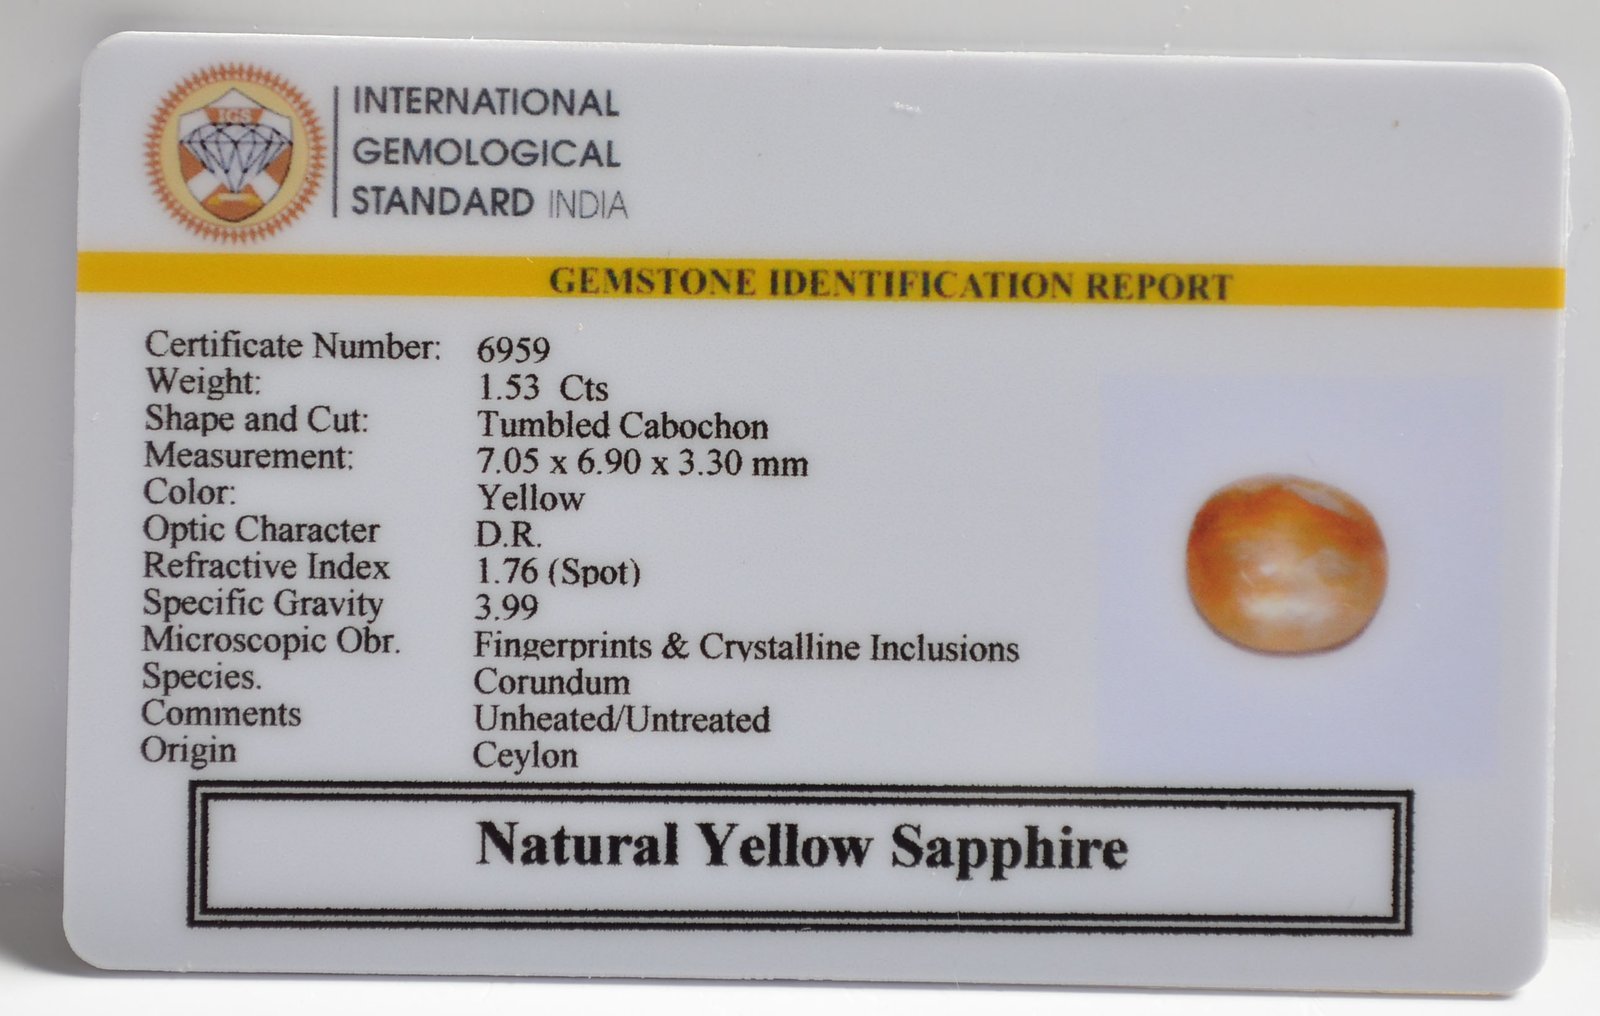 IGS
INTERNATIONAL
GEMOLOGICAL
STANDARD INDIA
GEMSTONE IDENTIFICATION REPORT
Certificate Number: 6959
Weight: 1.53 Cts
Shape and Cut: Tumbled Cabochon
Measurement: 7.05 x 6.90 x 3.30 mm
Color: Yellow
Optic Character D.R.
Refractive Index 1.76 (Spot)
Specific Gravity 3.99
Microscopic Obr. Fingerprints & Crystalline Inclusions
Species. Corundum
Comments Unheated/Untreated
Origin Ceylon
Natural Yellow Sapphire